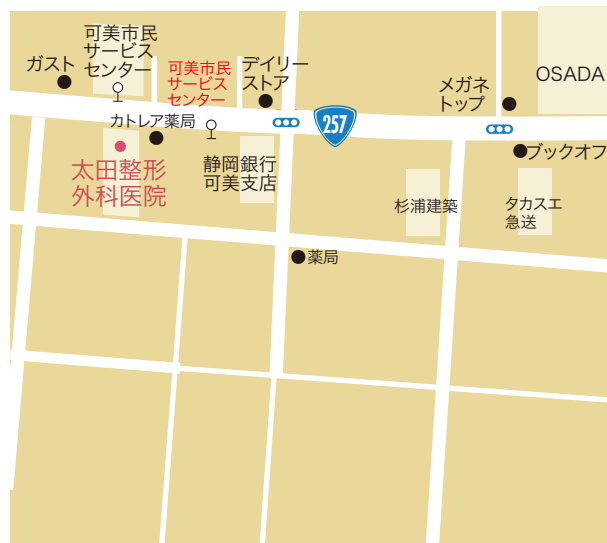 可美市民
サービス
センター
ガスト
可美市民
サービス
センター
デイリー
ストア
メガネ
トップ
OSADA
カトレア薬局
257
太田整形
外科医院
静岡銀行
可美支店
ブックオフ
杉浦建築
タカスエ
急送
薬局